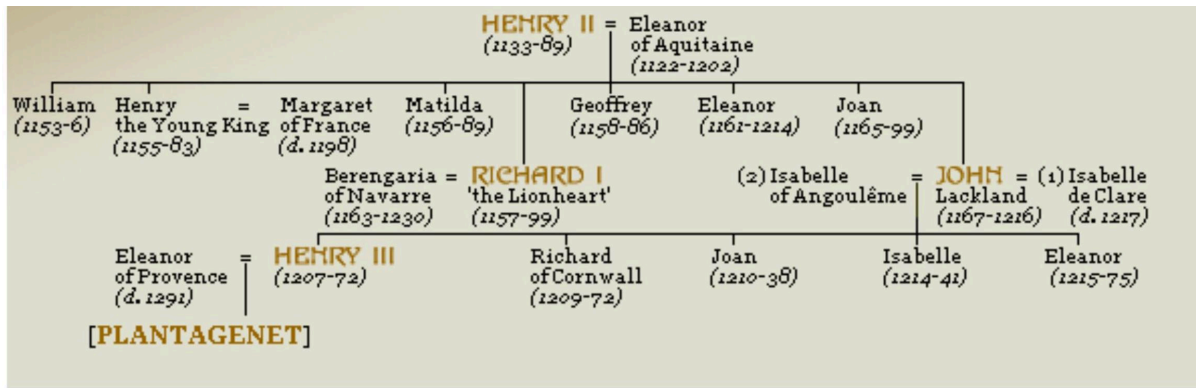 HENRY II = Eleanor
(1133-89) of Aquitaine
(1122-1202)
William Henry = Margaret Matilda Geoffrey Eleanor Joan
(1153-6) the Young King of France (1156-89) (1158-86) (1161-1214) (1165-99)
(1155-83) (d. 1198)
Berengaria = RICHARD I (2) Isabelle = JOHN = (1) Isabelle
of Navarre 'the Lionheart' of Angoulême Lackland de Clare
(1163-1230) (1157-99) (1167-1216) (d. 1217)
Eleanor = HENRY III Richard Joan Isabelle Eleanor
of Provence (1207-72) of Cornwall (1210-38) (1214-41) (1215-75)
(d. 1291) (1209-72)
[PLANTAGENET]